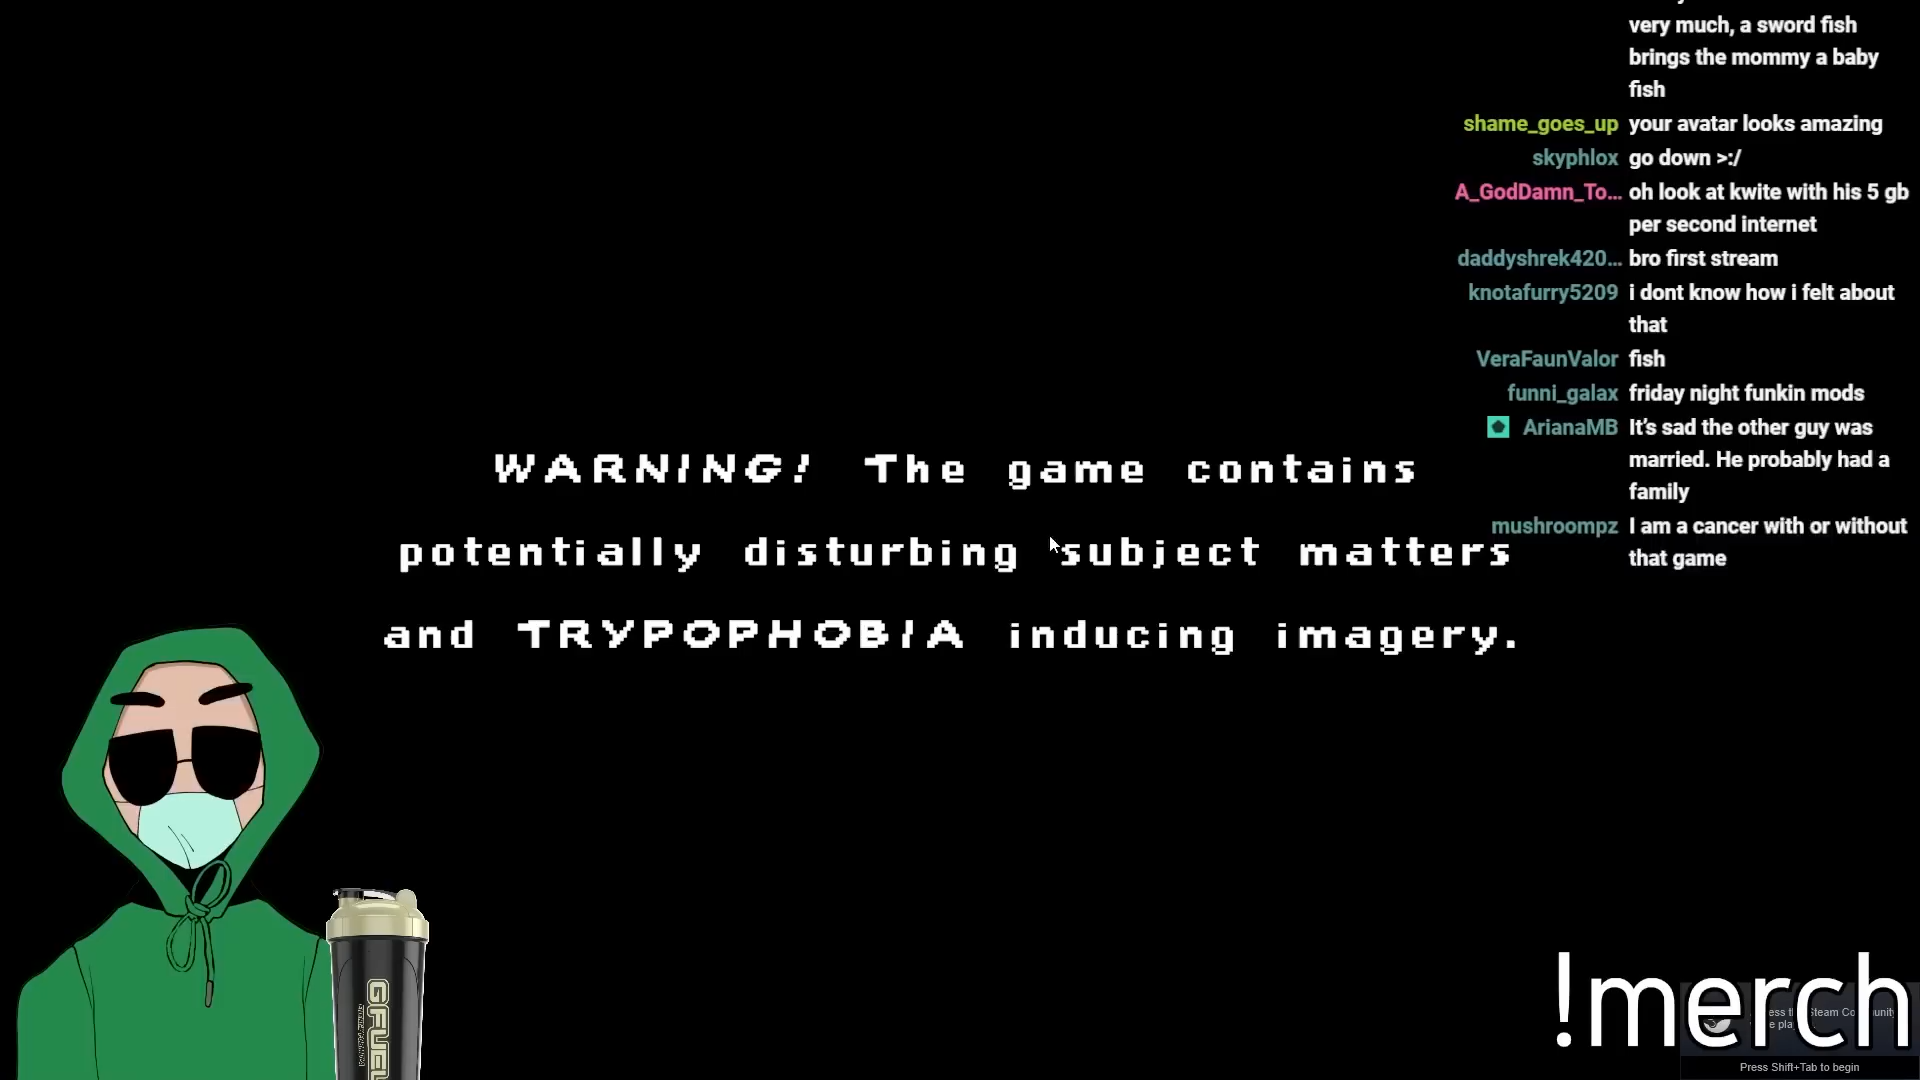 very much, a sword fish
brings the mommy a baby
fish
shame_goes_up your avatar looks amazing
skyphlox go down >:/
A_GodDamn_To... oh look at kwite with his 5 gb
per second internet
daddyshrek420... bro first stream
knotafurry5209 i dont know how i felt about
that
VeraFaunValor fish
funni_galax friday night funkin mods
ArianaMB It's sad the other guy was
married. He probably had a
family
mushroompz I am a cancer with or without
that game
WARNING! The game contains
potentially disturbing subject matters
and TRYPOPHOBIA inducing imagery.
GFUEL
!merch
Steam Community
Press Shift+Tab to begin